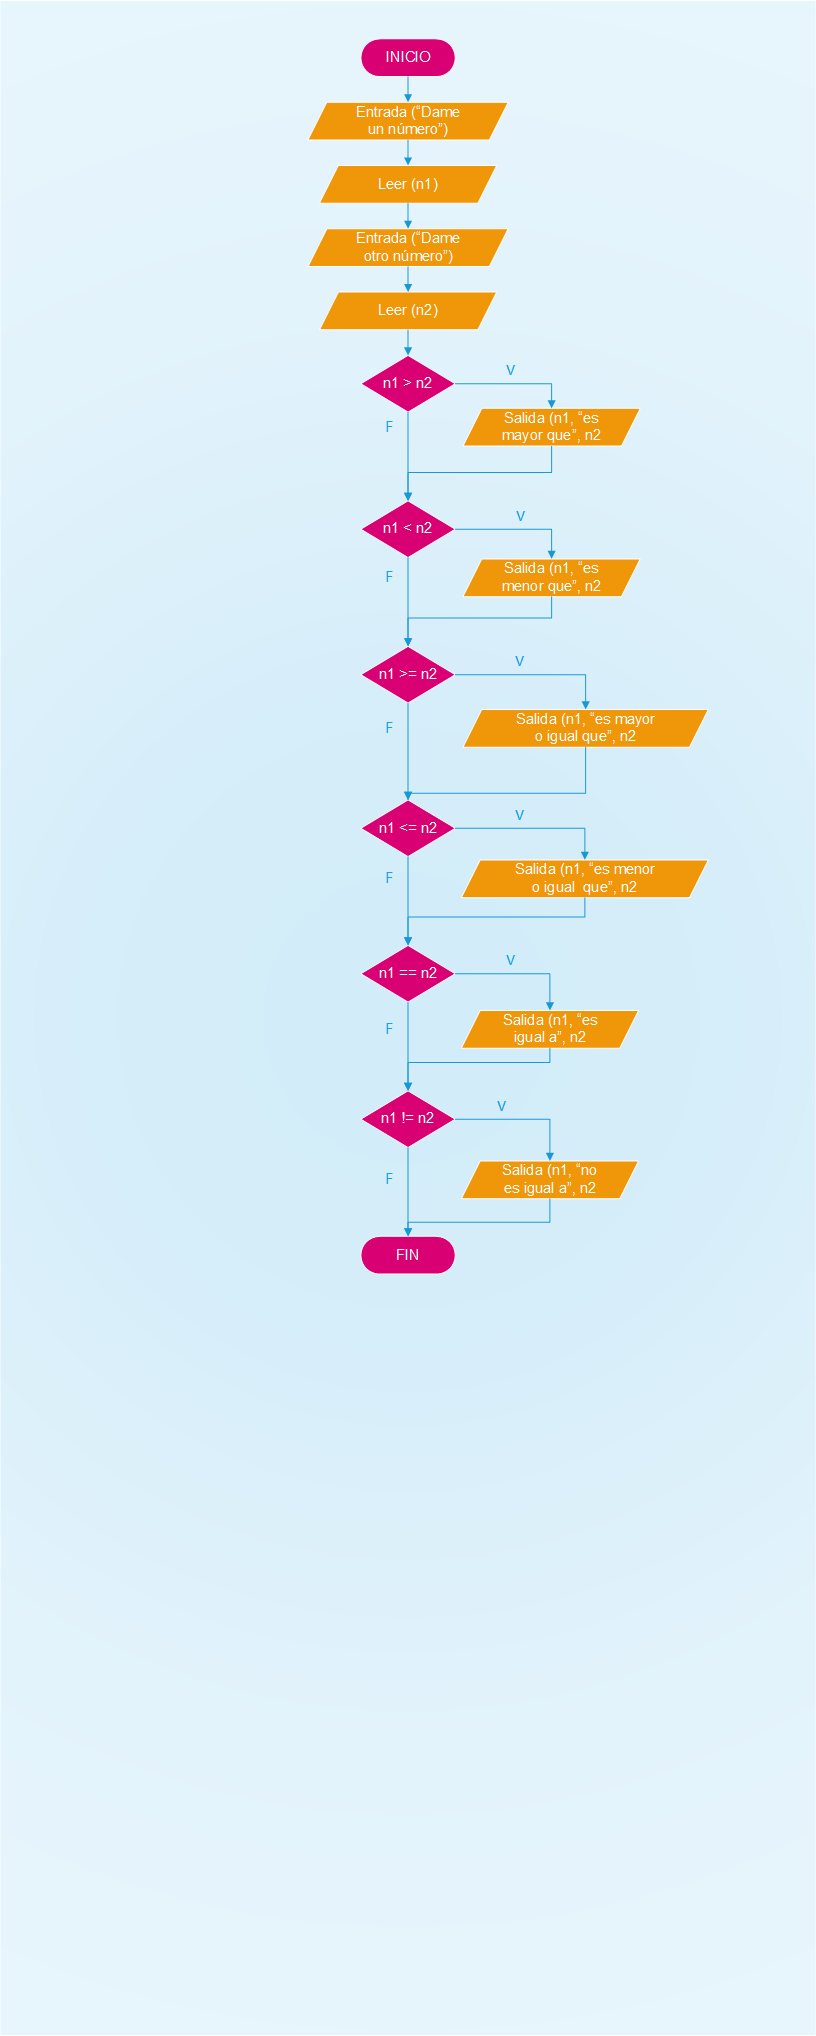 INICIO
Entrada (“Dame
un número”)
Leer (n1)
Entrada (“Dame
otro número”)
Leer (n2)
n1 > n2
V
Salida (n1, “es
mayor que”, n2
F
n1 < n2
V
Salida (n1, “es
menor que”, n2
F
n1 >= n2
V
Salida (n1, “es mayor
o igual que”, n2
F
n1 <= n2
V
Salida (n1, “es menor
o igual  que”, n2
F
n1 == n2
V
Salida (n1, “es
igual a”, n2
F
n1 != n2
V
Salida (n1, “no
es igual a”, n2
F
FIN